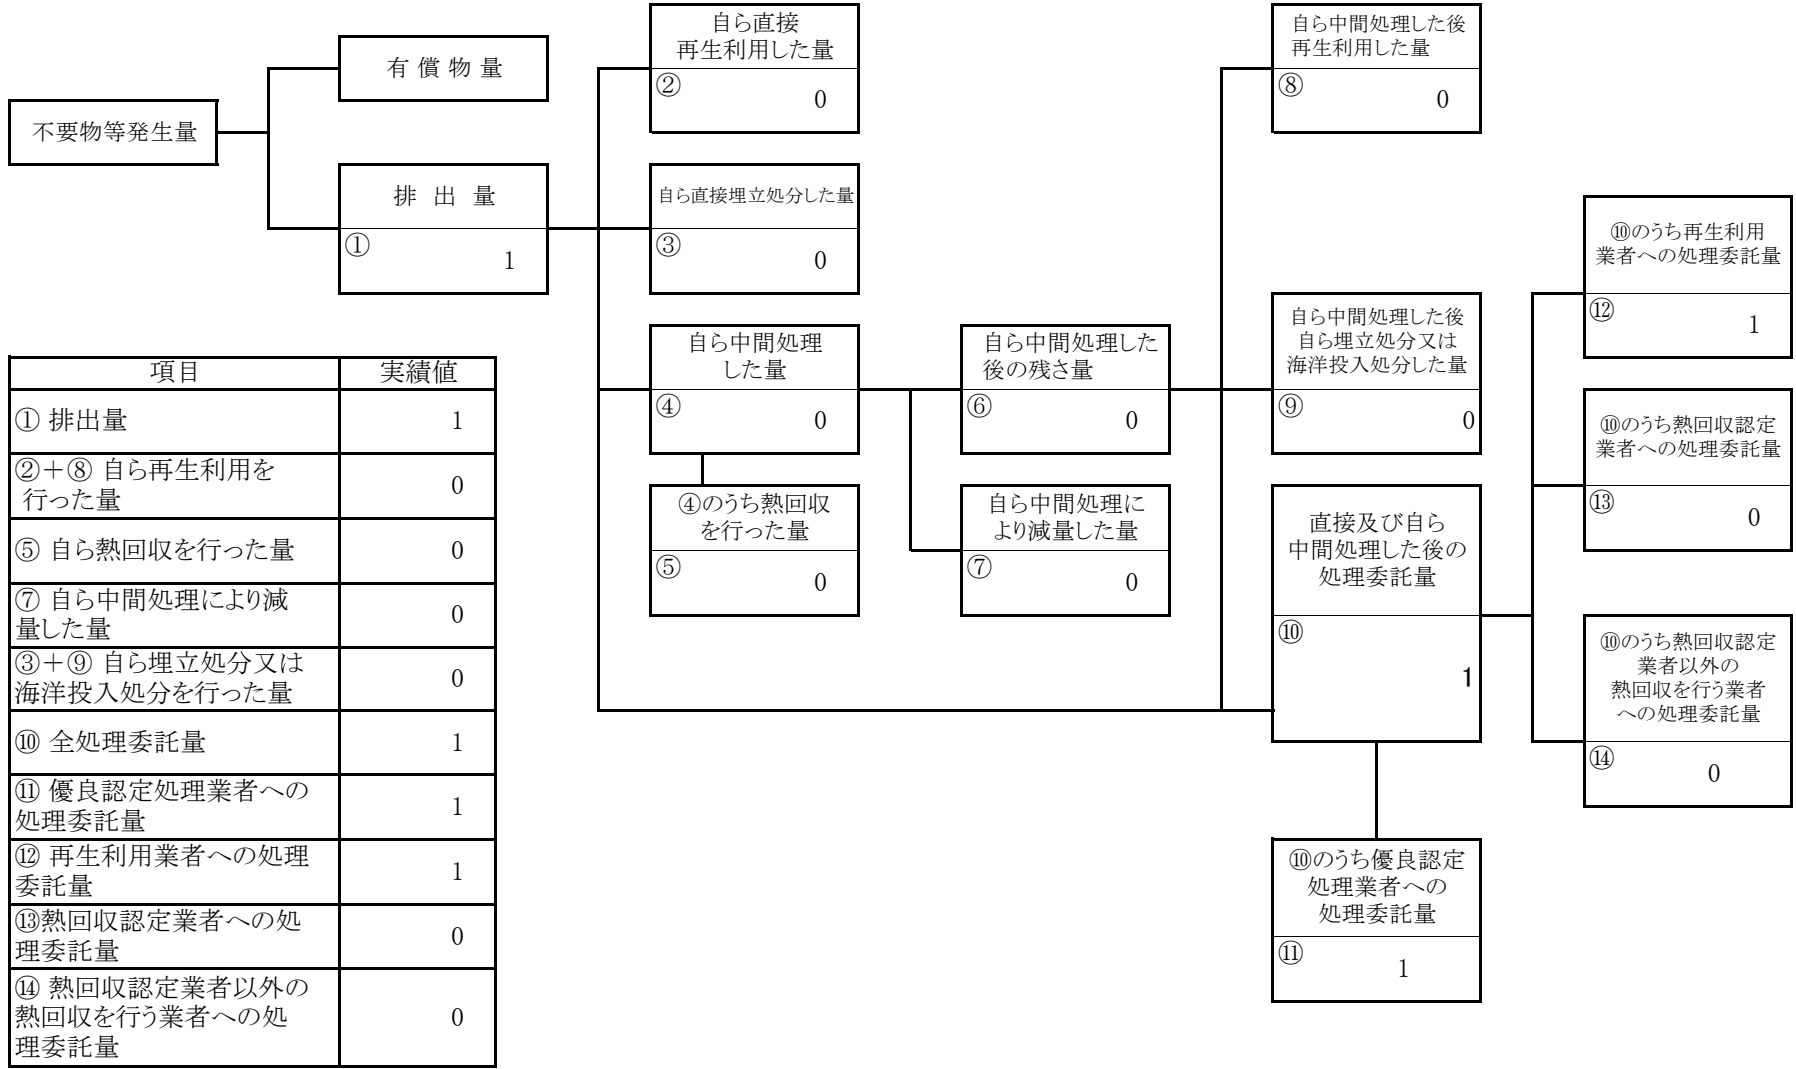 不要物等発生量
有 償 物 量
排 出 量
①
1
自ら直接
再生利用した量
②
0
自ら直接埋立処分した量
③
0
自ら中間処理
した量
④
0
④のうち熱回収
を行った量
⑤
0
自ら中間処理した
後の残さ量
⑥
0
自ら中間処理に
より減量した量
⑦
0
自ら中間処理した後
再生利用した量
⑧
0
自ら中間処理した後
自ら埋立処分又は
海洋投入処分した量
⑨
0
直接及び自ら
中間処理した後の
処理委託量
⑩
1
⑩のうち優良認定
処理業者への
処理委託量
⑪
1
⑩のうち再生利用
業者への処理委託量
⑫
1
⑩のうち熱回収認定
業者への処理委託量
⑬
0
⑩のうち熱回収認定
業者以外の
熱回収を行う業者
への処理委託量
⑭
0
項目 実績値
① 排出量 1
②＋⑧ 自ら再生利用を
行った量 0
⑤ 自ら熱回収を行った量 0
⑦ 自ら中間処理により減
量した量 0
③＋⑨ 自ら埋立処分又は
海洋投入処分を行った量 0
⑩ 全処理委託量 1
⑪ 優良認定処理業者への
処理委託量 1
⑫ 再生利用業者への処理
委託量 1
⑬熱回収認定業者への処
理委託量 0
⑭ 熱回収認定業者以外の
熱回収を行う業者への処
理委託量 0